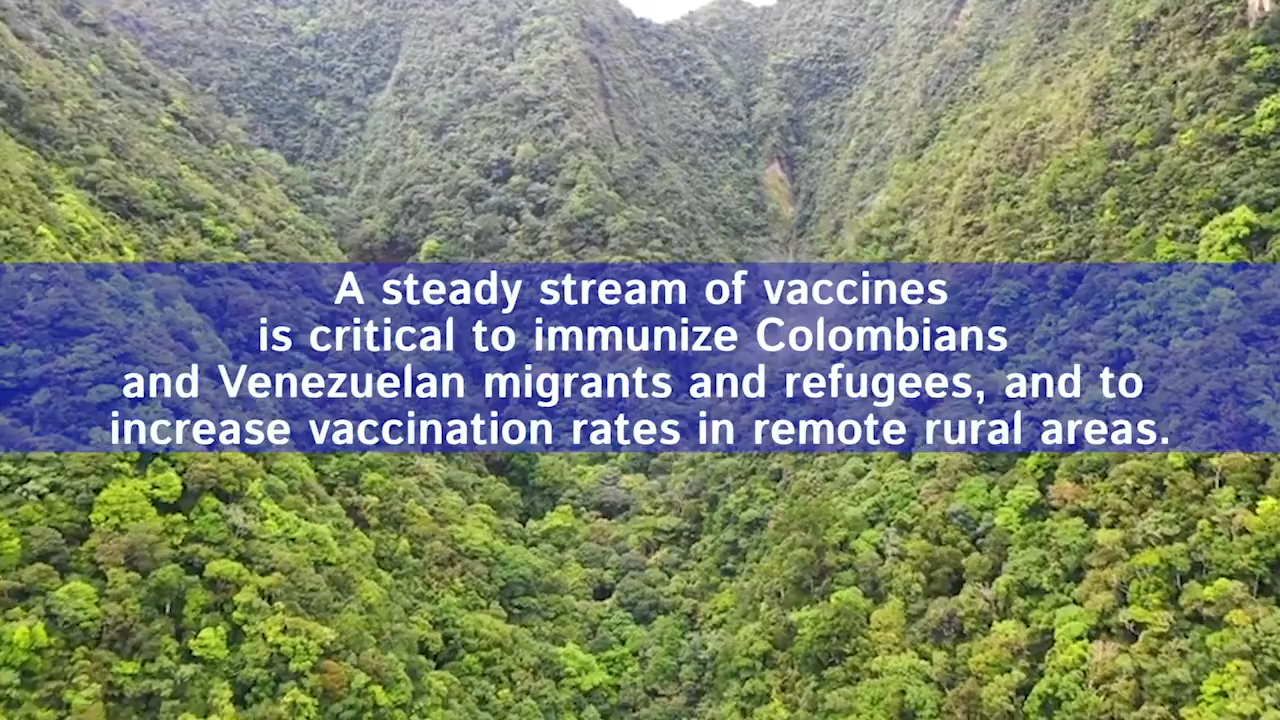 A steady stream of vaccines
is critical to immunize Colombians
and Venezuelan migrants and refugees, and to
increase vaccination rates in remote rural areas.